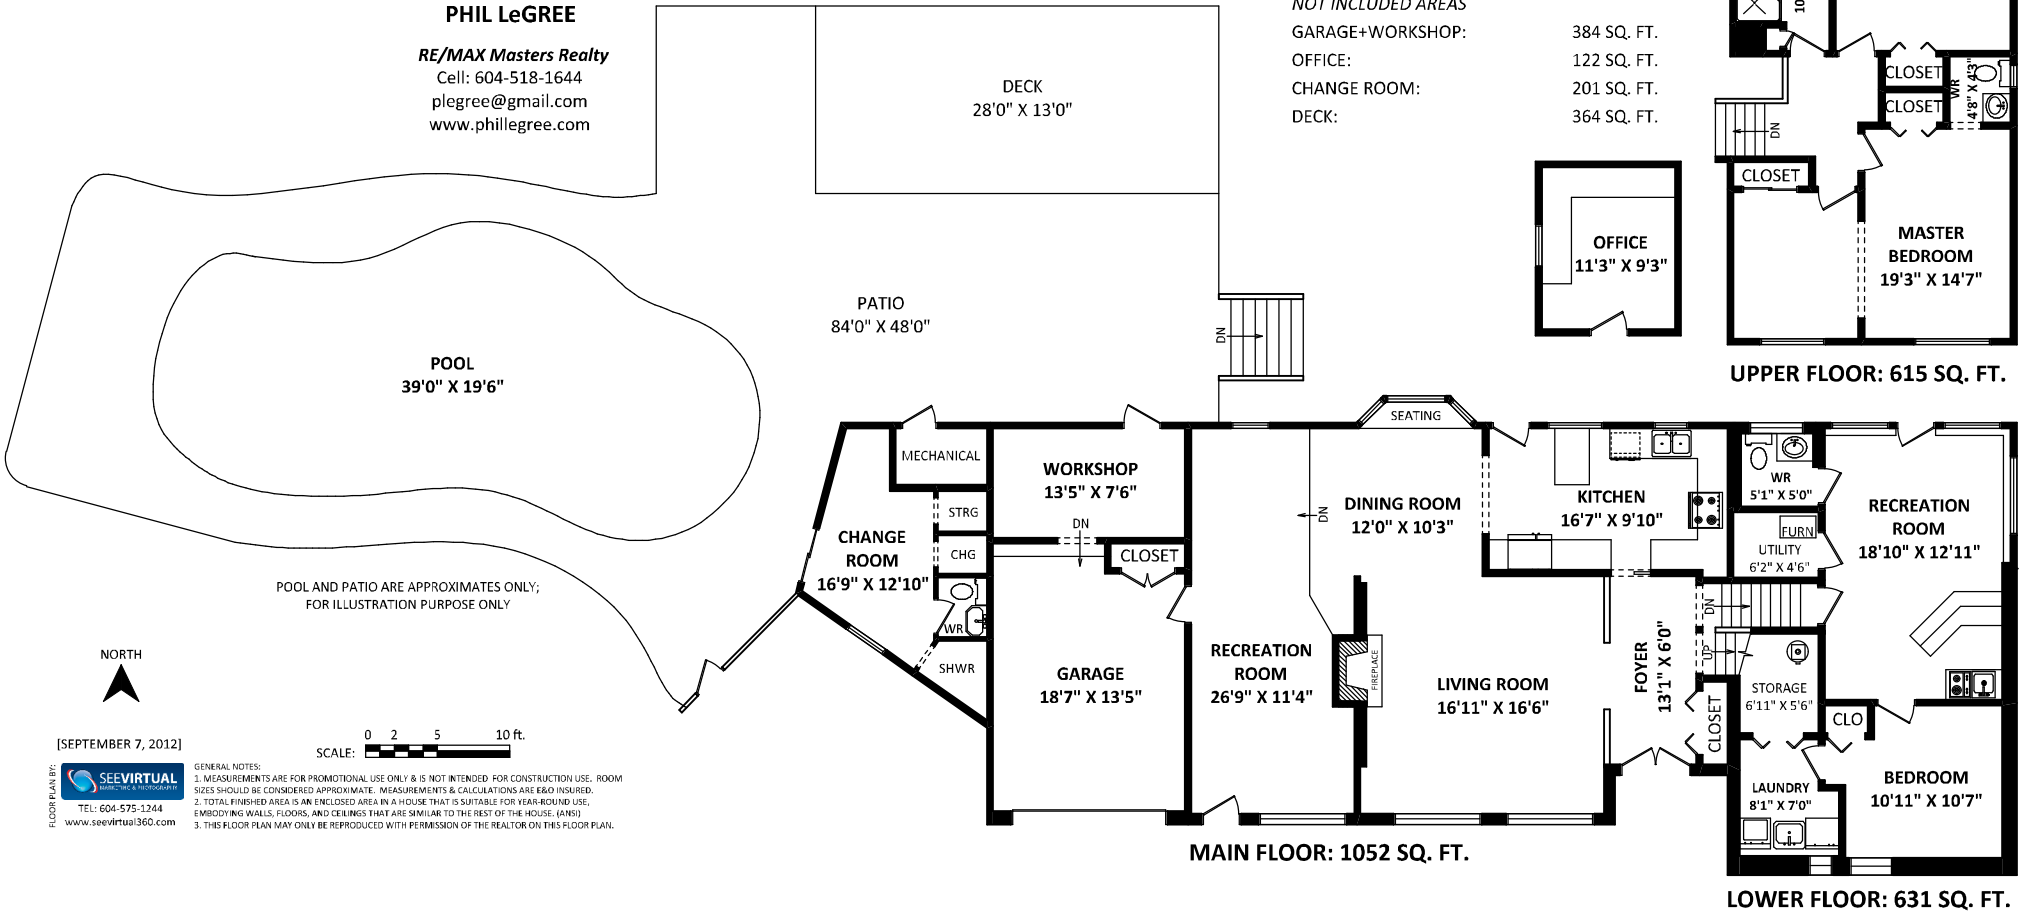 PHIL LeGREE
RE/MAX Masters Realty
Cell: 604-518-1644
plegree@gmail.com
www.phillegree.com
NOT INCLUDED AREAS
GARAGE+WORKSHOP: 384 SQ. FT.
OFFICE: 122 SQ. FT.
CHANGE ROOM: 201 SQ. FT.
DECK: 364 SQ. FT.
DECK
28'0" X 13'0"
PATIO
84'0" X 48'0"
POOL
39'0" X 19'6"
POOL AND PATIO ARE APPROXIMATES ONLY;
FOR ILLUSTRATION PURPOSE ONLY
DN
OFFICE
11'3" X 9'3"
10
CLOSET
CLOSET
WR
4'8" X 4'3"
DN
CLOSET
MASTER
BEDROOM
19'3" X 14'7"
UPPER FLOOR: 615 SQ. FT.
MECHANICAL
STRG
CHG
CHANGE
ROOM
16'9" X 12'10"
WR
SHWR
WORKSHOP
13'5" X 7'6"
DN
CLOSET
GARAGE
18'7" X 13'5"
SEATING
DN
DINING ROOM
12'0" X 10'3"
KITCHEN
16'7" X 9'10"
RECREATION
ROOM
26'9" X 11'4"
FIREPLACE
LIVING ROOM
16'11" X 16'6"
FOYER
13'1" X 6'0"
CLOSET
MAIN FLOOR: 1052 SQ. FT.
WR
5'1" X 5'0"
FURN
UTILITY
6'2" X 4'6"
RECREATION
ROOM
18'10" X 12'11"
DN
UP
STORAGE
6'11" X 5'6"
CLO
LAUNDRY
8'1" X 7'0"
BEDROOM
10'11" X 10'7"
LOWER FLOOR: 631 SQ. FT.
NORTH
[SEPTEMBER 7, 2012]
SCALE: 0 2 5 10 ft.
FLOOR PLAN BY:
SEEVIRTUAL
MARKETING & PHOTOGRAPHY
TEL: 604-575-1244
www.seevirtual360.com
GENERAL NOTES:
1. MEASUREMENTS ARE FOR PROMOTIONAL USE ONLY & IS NOT INTENDED FOR CONSTRUCTION USE. ROOM
SIZES SHOULD BE CONSIDERED APPROXIMATE. MEASUREMENTS & CALCULATIONS ARE E&O INSURED.
2. TOTAL FINISHED AREA IS AN ENCLOSED AREA IN A HOUSE THAT IS SUITABLE FOR YEAR-ROUND USE,
EMBODYING WALLS, FLOORS, AND CEILINGS THAT ARE SIMILAR TO THE REST OF THE HOUSE. (ANSI)
3. THIS FLOOR PLAN MAY ONLY BE REPRODUCED WITH PERMISSION OF THE REALTOR ON THIS FLOOR PLAN.